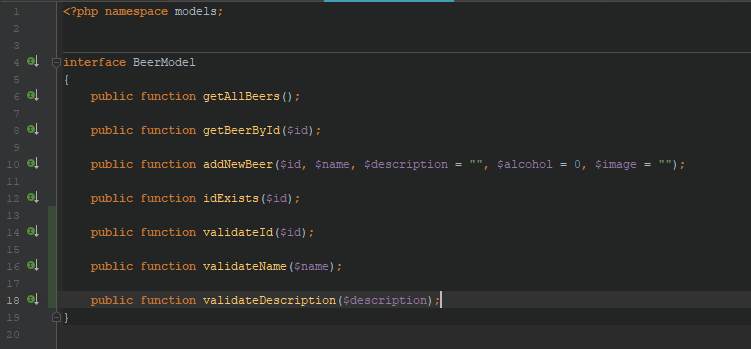 1 <?php namespace models;
2
3
4 interface BeerModel
5 {
6 public function getAllBeers();
7
8 public function getBeerById($id);
9
10 public function addNewBeer($id, $name, $description = "", $alcohol = 0, $image = "");
11
12 public function idExists($id);
13
14 public function validateId($id);
15
16 public function validateName($name);
17
18 public function validateDescription($description);
19 }
20